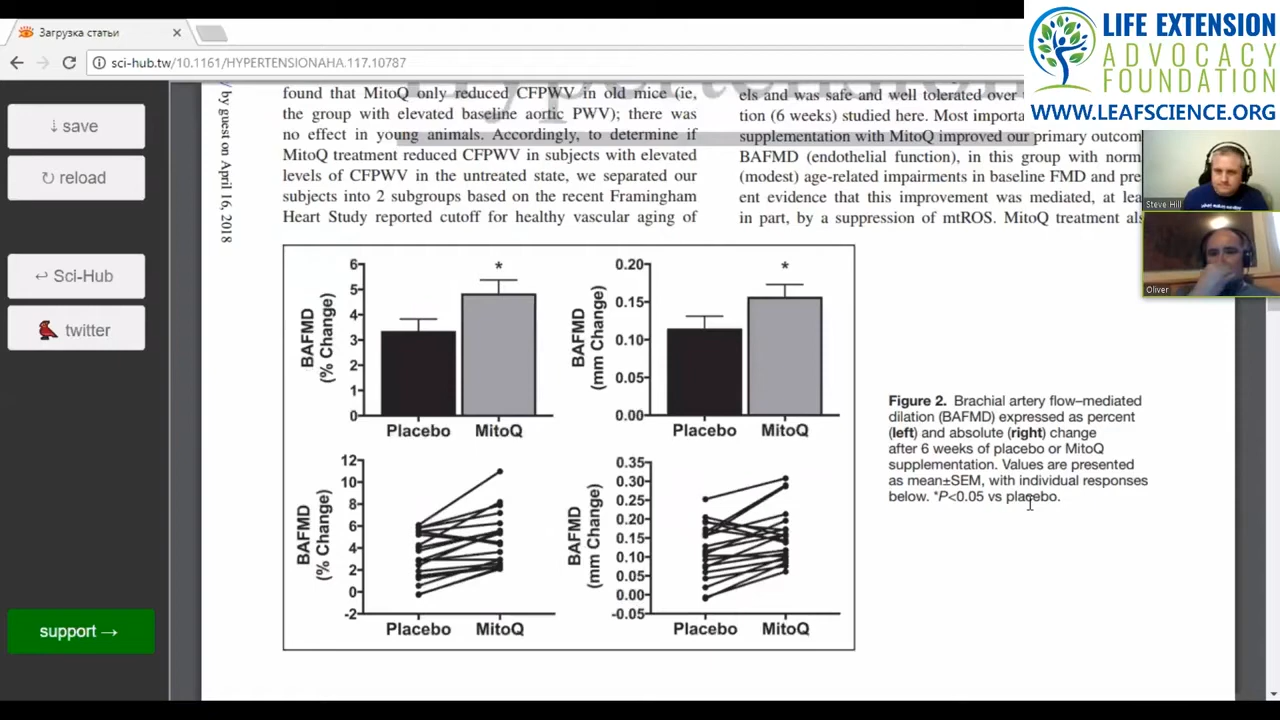 Загрузка статьи
sci-hub.tw/10.1161/HYPERTENSIONAHA.117.10787
LIFE EXTENSION
ADVOCACY
FOUNDATION
WWW.LEAFSCIENCE.ORG
↓ save
↻ reload
↩ Sci-Hub
twitter
support →
by guest on April 16, 2018
found that MitoQ only reduced CFPWV in old mice (ie,
the group with elevated baseline aortic PWV); there was
no effect in young animals. Accordingly, to determine if
MitoQ treatment reduced CFPWV in subjects with elevated
levels of CFPWV in the untreated state, we separated our
subjects into 2 subgroups based on the recent Framingham
Heart Study reported cutoff for healthy vascular aging of
els and was safe and well tolerated over
tion (6 weeks) studied here. Most importa
supplementation with MitoQ improved our primary outcom
BAFMD (endothelial function), in this group with norm
(modest) age-related impairments in baseline FMD and pre
ent evidence that this improvement was mediated, at lea
in part, by a suppression of mtROS. MitoQ treatment als
Steve Hill
Oliver
BAFMD
(% Change)
6
5
4
3
2
1
0
*
Placebo
MitoQ
BAFMD
(mm Change)
0.20
0.15
0.10
0.05
0.00
*
Placebo
MitoQ
BAFMD
(% Change)
12
10
8
6
4
2
0
-2
Placebo
MitoQ
BAFMD
(mm Change)
0.35
0.30
0.25
0.20
0.15
0.10
0.05
0.00
-0.05
Placebo
MitoQ
Figure 2. Brachial artery flow–mediated
dilation (BAFMD) expressed as percent
(left) and absolute (right) change
after 6 weeks of placebo or MitoQ
supplementation. Values are presented
as mean±SEM, with individual responses
below. *P<0.05 vs placebo.